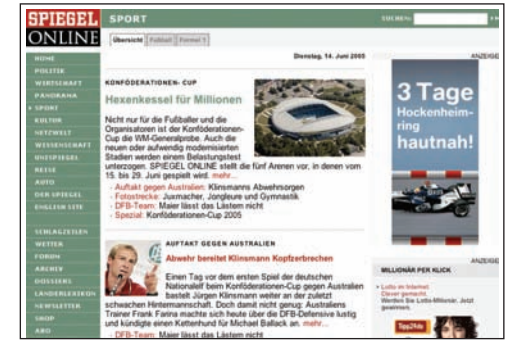 SPIEGEL
ONLINE
SPORT
SUCHEN:
Übersicht
Fußball
Formel 1
HOME
POLITIK
WIRTSCHAFT
PANORAMA
SPORT
KULTUR
NETZWELT
WISSENSCHAFT
UNISPIEGEL
REISE
AUTO
DER SPIEGEL
ENGLISH SITE
SCHLAGZEILEN
WETTER
FORUM
ARCHIV
DOSSIERS
LÄNDERLEXIKON
NEWSLETTER
SHOP
ABO
Dienstag, 14. Juni 2005
KONFÖDERATIONEN- CUP
Hexenkessel für Millionen
Nicht nur für die Fußballer und die
Organisatoren ist der Konföderationen-
Cup die WM-Generalprobe. Auch die
neuen oder aufwendig modernisierten
Stadien werden einem Belastungstest
unterzogen. SPIEGEL ONLINE stellt die fünf Arenen vor, in denen vom
15. bis 29. Juni gespielt wird. mehr...
Auftakt gegen Australien: Klinsmanns Abwehrsorgen
Fotostrecke: Juxmacher, Jongleure und Gymnastik
DFB-Team: Maier lässt das Lästern nicht
Spezial: Konföderationen-Cup 2005
AUFTAKT GEGEN AUSTRALIEN
Abwehr bereitet Klinsmann Kopfzerbrechen
Einen Tag vor dem ersten Spiel der deutschen
Nationalelf beim Konföderationen-Cup gegen Australien
bastelt Jürgen Klinsmann weiter an der zuletzt
schwachen Hintermannschaft. Doch damit nicht genug: Australiens
Trainer Frank Farina machte sich heute über die DFB-Defensive lustig
und kündigte einen Kettenhund für Michael Ballack an. mehr...
DFB-Team: Maier lässt das Lästern nicht
ANZEIGE
3 Tage
Hockenheim-
ring
hautnah!
ANZEIGE
MILLIONÄR PER KLICK
Lotto im Internet
Clever gemacht.
Werden Sie Lotto-Millionär. Jetzt
gewinnen.
Tipp24.de